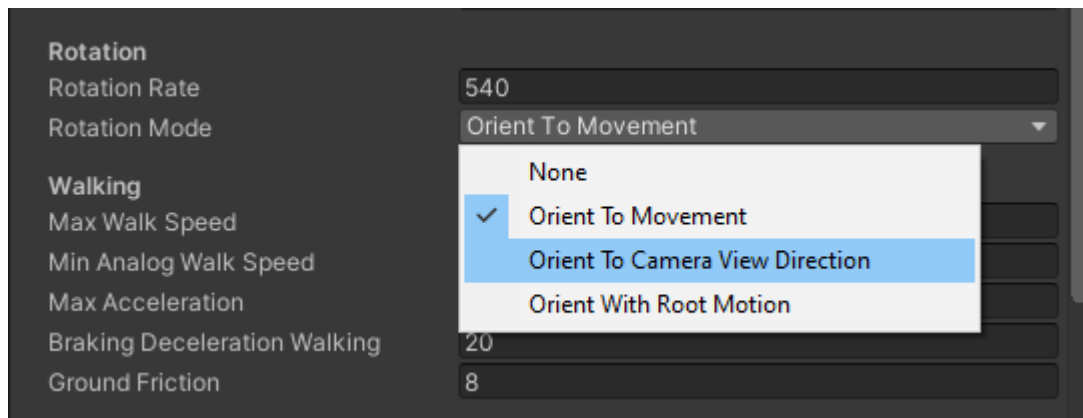 Rotation
Rotation Rate 540
Rotation Mode Orient To Movement
None
Walking
Orient To Movement
Max Walk Speed
Min Analog Walk Speed Orient To Camera View Direction
Max Acceleration Orient With Root Motion
Braking Deceleration Walking 20
Ground Friction 8